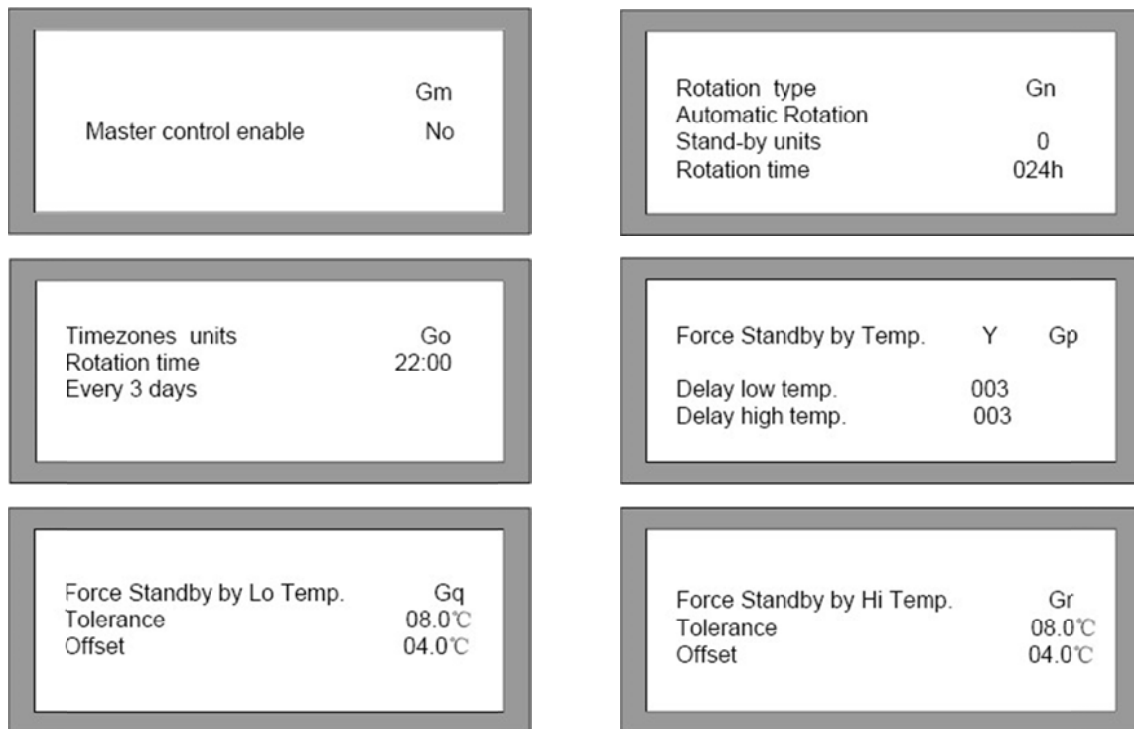 Gm
Master control enable No
Rotation type Gn
Automatic Rotation
Stand-by units 0
Rotation time 024h
Timezones units Go
Rotation time 22:00
Every 3 days
Force Standby by Temp. Y Gp
Delay low temp. 003
Delay high temp. 003
Force Standby by Lo Temp. Gq
Tolerance 08.0℃
Offset 04.0℃
Force Standby by Hi Temp. Gr
Tolerance 08.0℃
Offset 04.0℃